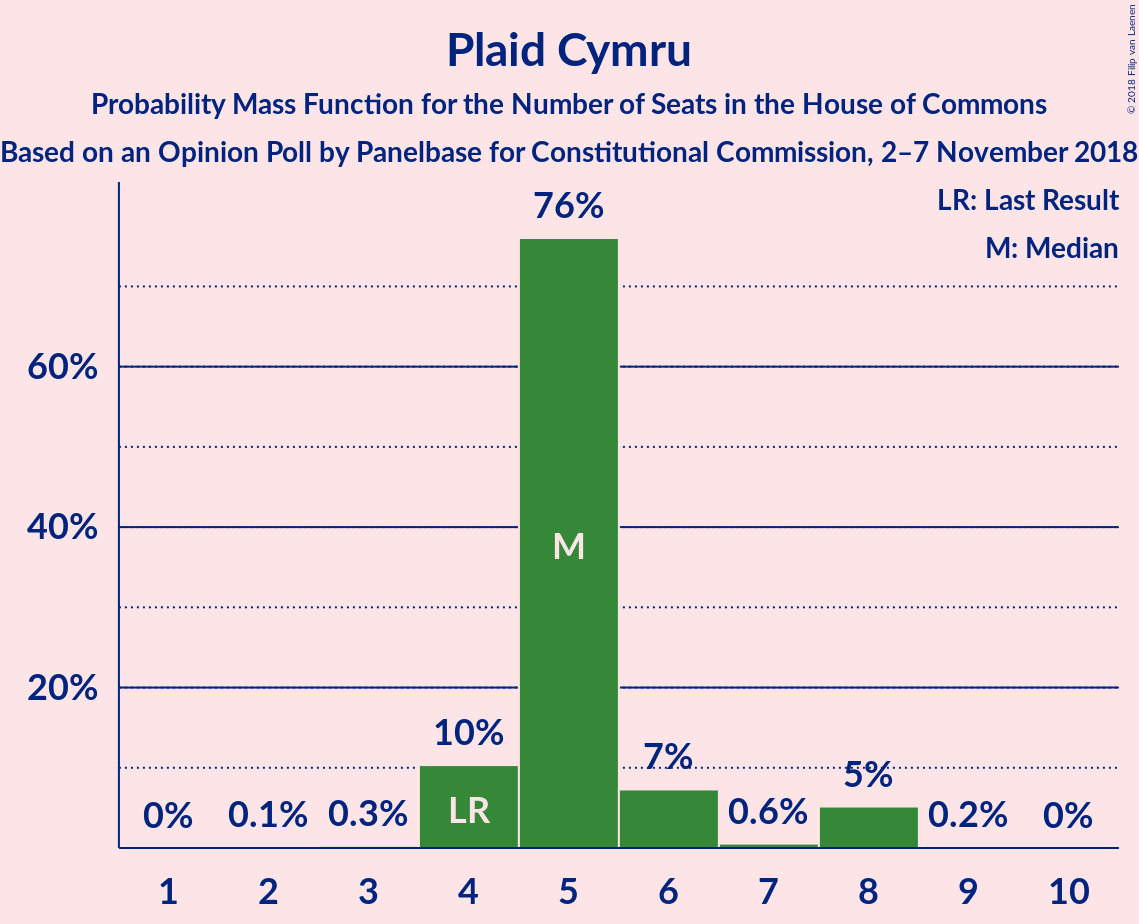 Plaid Cymru
Probability Mass Function for the Number of Seats in the House of Commons
Based on an Opinion Poll by Panelbase for Constitutional Commission, 2–7 November 2018
© 2018 Filip van Laenen
LR: Last Result
M: Median
60%
40%
20%
0%
0.1%
0.3%
10%
76%
7%
0.6%
5%
0.2%
0%
LR
M
1 2 3 4 5 6 7 8 9 10